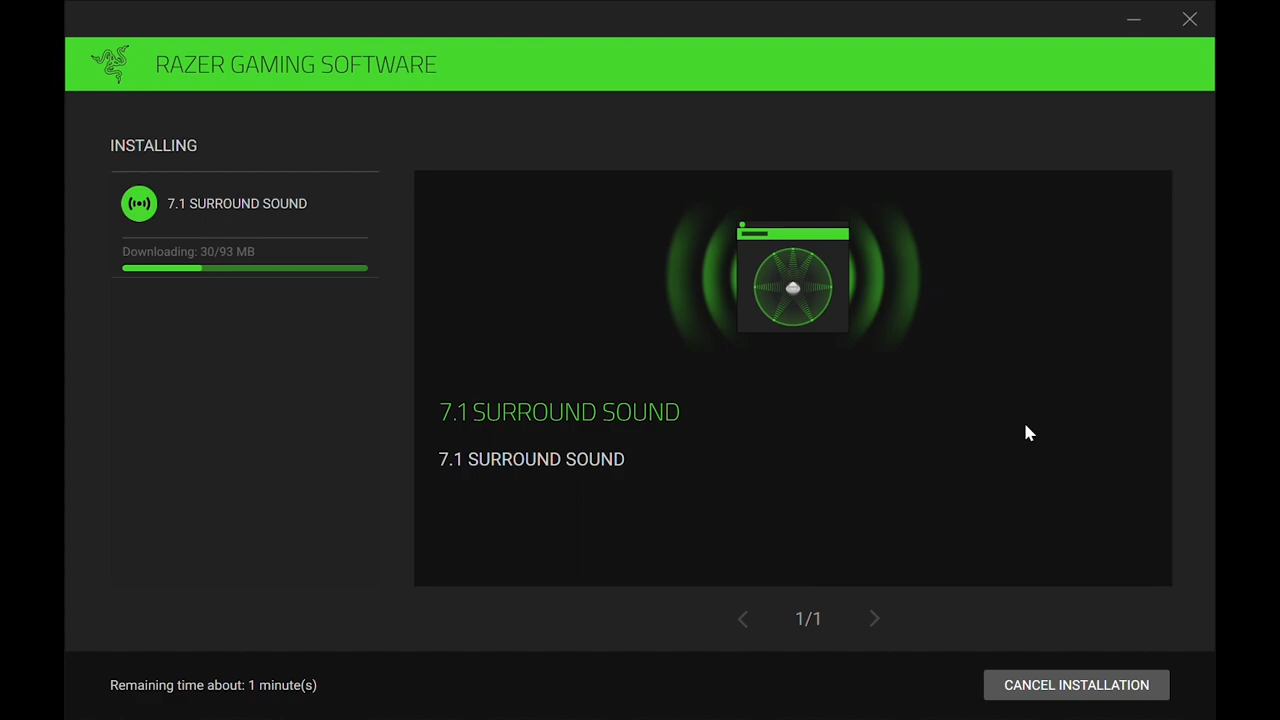 RAZER GAMING SOFTWARE
INSTALLING
7.1 SURROUND SOUND
Downloading: 30/93 MB
7.1 SURROUND SOUND
7.1 SURROUND SOUND
1/1
Remaining time about: 1 minute(s)
CANCEL INSTALLATION